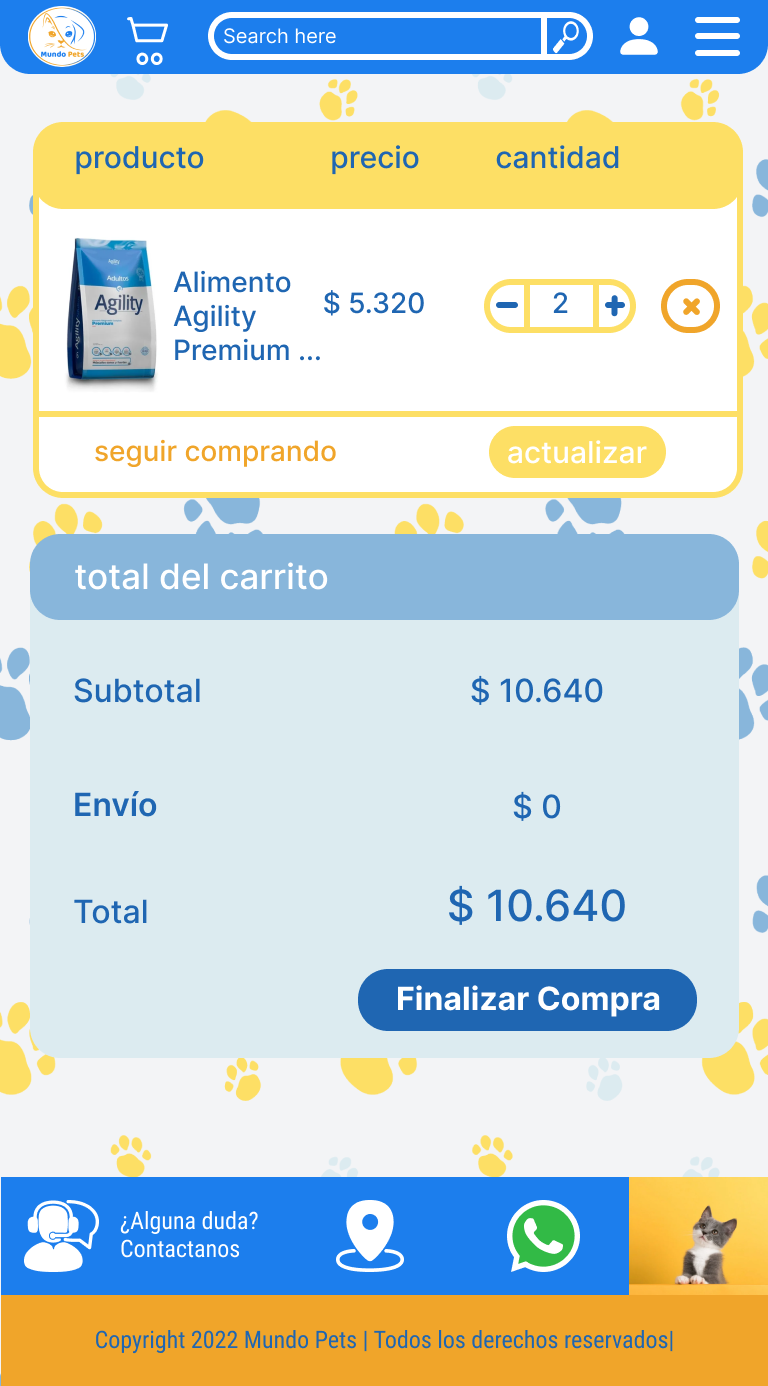 Mundo Pets
Search here
producto precio cantidad
Agility
Adultos
Agility
Premium
Alimento
Agility
Premium ...
$ 5.320
2
seguir comprando
actualizar
total del carrito
Subtotal $ 10.640
Envío $ 0
Total $ 10.640
Finalizar Compra
¿Alguna duda?
Contactanos
Copyright 2022 Mundo Pets | Todos los derechos reservados|